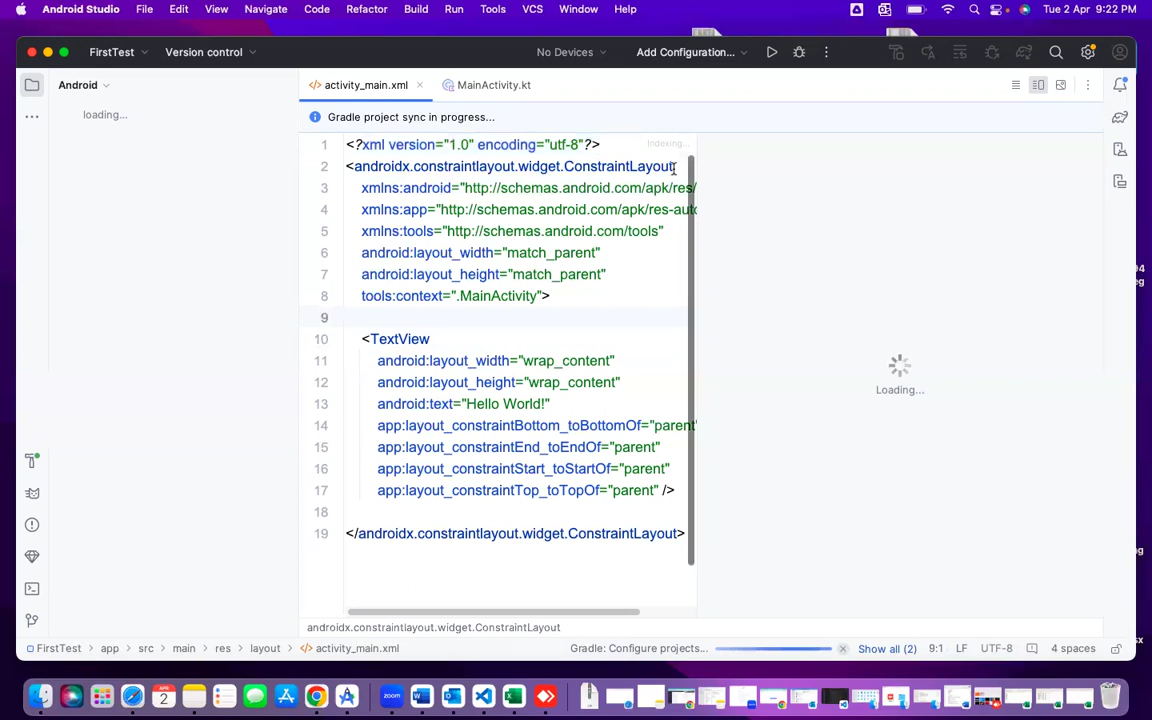 Android Studio File Edit View Navigate Code Refactor Build Run Tools VCS Window Help Tue 2 Apr 9:22 PM
FirstTest Version control No Devices Add Configuration...
Android activity_main.xml MainActivity.kt
loading... Gradle project sync in progress...
Indexing...
1 <?xml version="1.0" encoding="utf-8"?>
2 <androidx.constraintlayout.widget.ConstraintLayout
3 xmlns:android="http://schemas.android.com/apk/res/
4 xmlns:app="http://schemas.android.com/apk/res-auto
5 xmlns:tools="http://schemas.android.com/tools"
6 android:layout_width="match_parent"
7 android:layout_height="match_parent"
8 tools:context=".MainActivity">
9
10 <TextView
11 android:layout_width="wrap_content"
12 android:layout_height="wrap_content"
13 android:text="Hello World!"
14 app:layout_constraintBottom_toBottomOf="parent"
15 app:layout_constraintEnd_toEndOf="parent"
16 app:layout_constraintStart_toStartOf="parent"
17 app:layout_constraintTop_toTopOf="parent" />
18
19 </androidx.constraintlayout.widget.ConstraintLayout>
Loading...
androidx.constraintlayout.widget.ConstraintLayout
FirstTest app src main res layout activity_main.xml Gradle: Configure projects... Show all (2) 9:1 LF UTF-8 4 spaces
APR
2
zoom